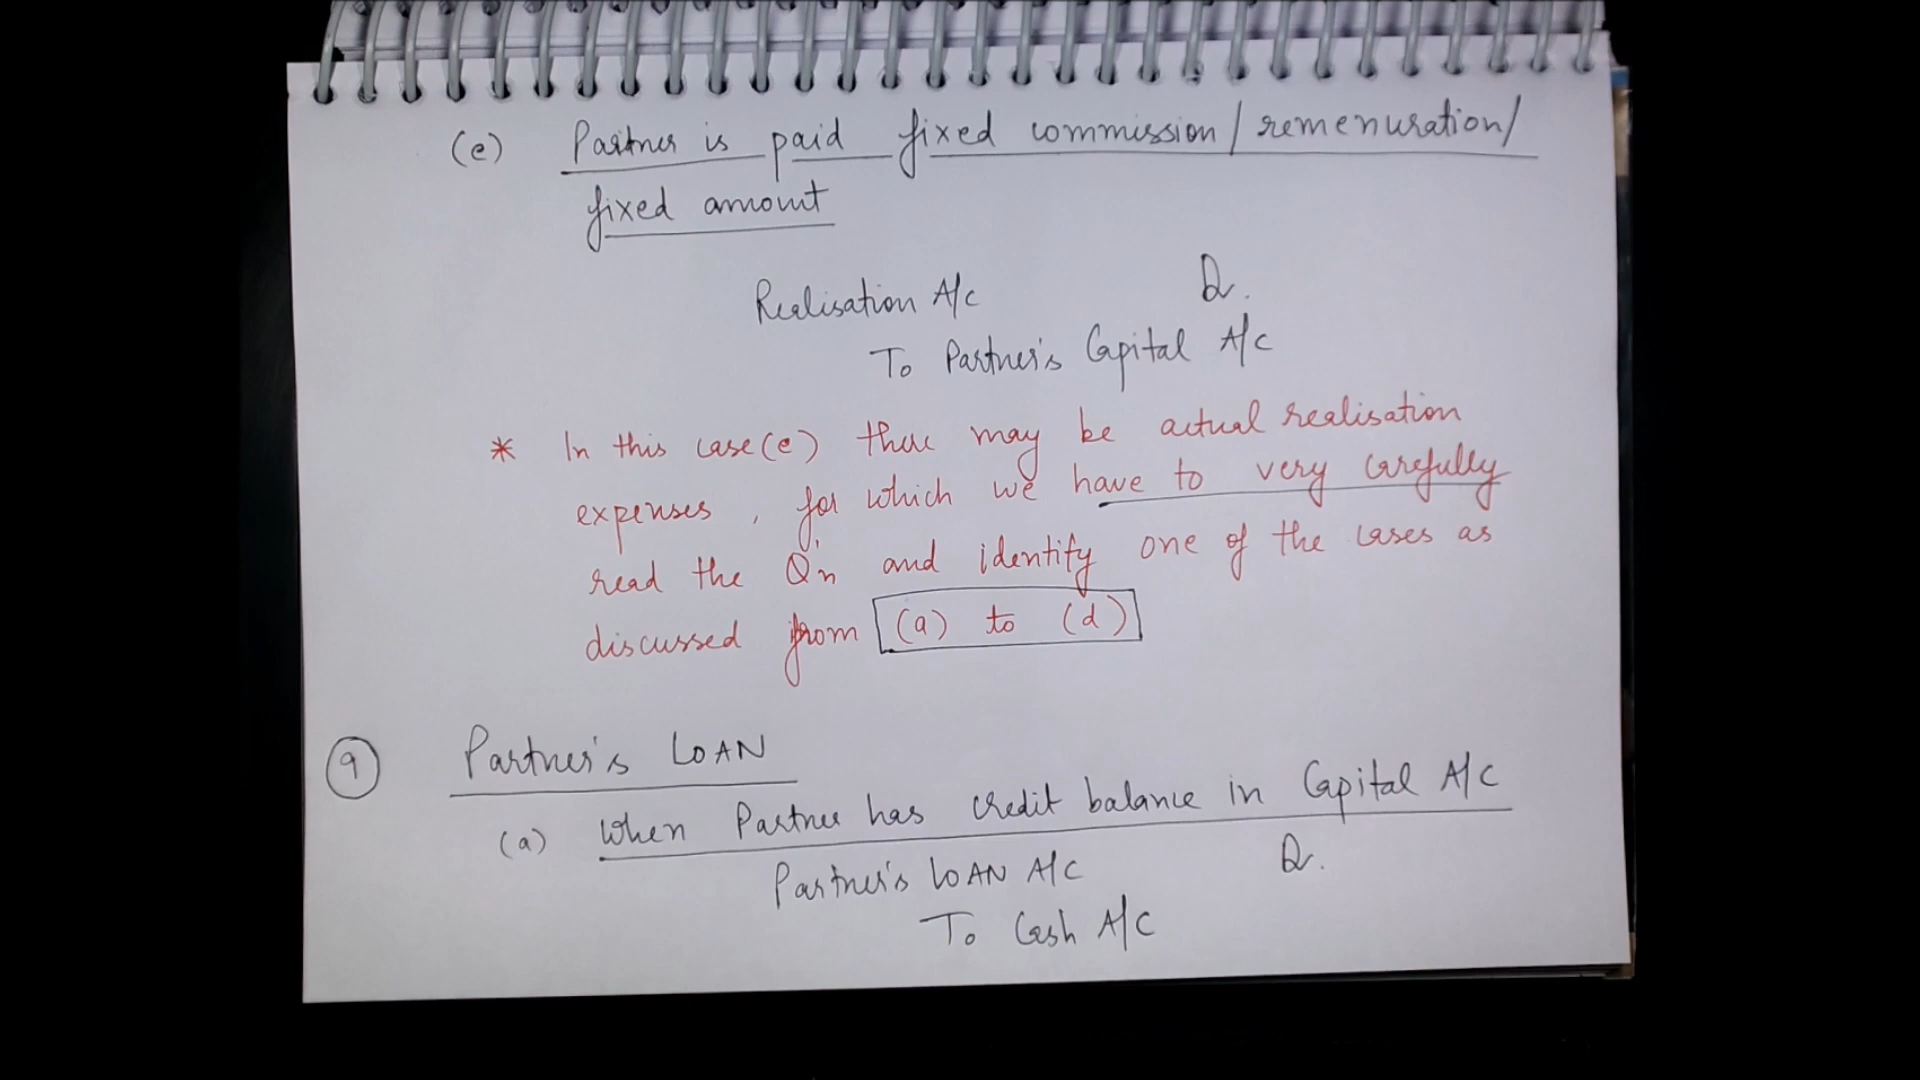 (e) Partner is paid fixed commission/remenuration/
fixed amount
Realisation A/c Dr.
To Partner's Capital A/c
* In this case(e) there may be actual realisation
expenses, for which we have to very carefully
read the Q'n and identify one of the cases as
discussed from (a) to (d)
9 Partner's LOAN
(a) When Partner has credit balance in Capital A/C
Partner's LOAN A/C Dr.
To Cash A/C